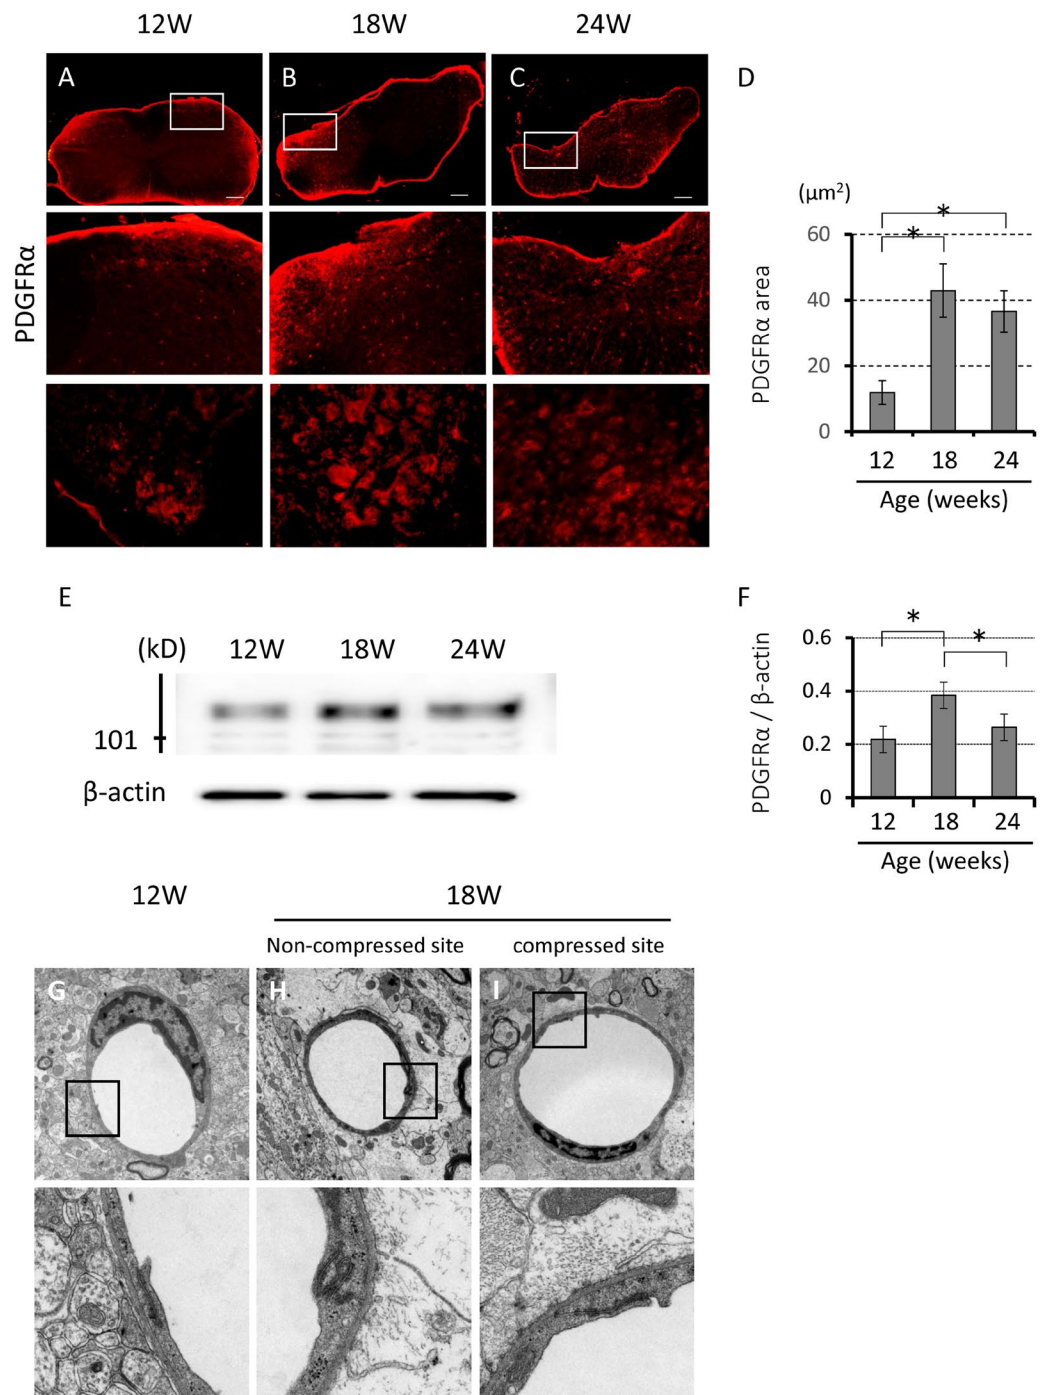 12W 18W 24W
A B C D
PDGFRα
(μm²)
*
*
60
40
20
0
PDGFRα area
12 18 24
Age (weeks)
E F
(kD) 12W 18W 24W
101
β-actin
*
*
0.6
0.4
0.2
0
PDGFRα / β-actin
12 18 24
Age (weeks)
12W 18W
Non-compressed site compressed site
G H I